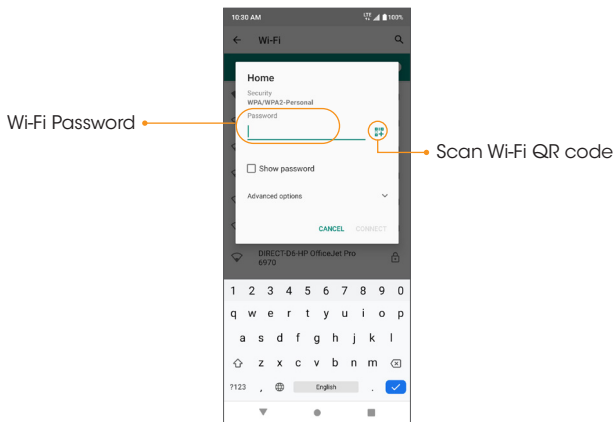 10:30 AM LTE 100%
Wi-Fi
Home
Security
WPA/WPA2-Personal
Password
Wi-Fi Password
Scan Wi-Fi QR code
Show password
Advanced options
CANCEL CONNECT
DIRECT-D6-HP OfficeJet Pro
6970
1 2 3 4 5 6 7 8 9 0
q w e r t y u i o p
a s d f g h j k l
z x c v b n m
?123 , English .